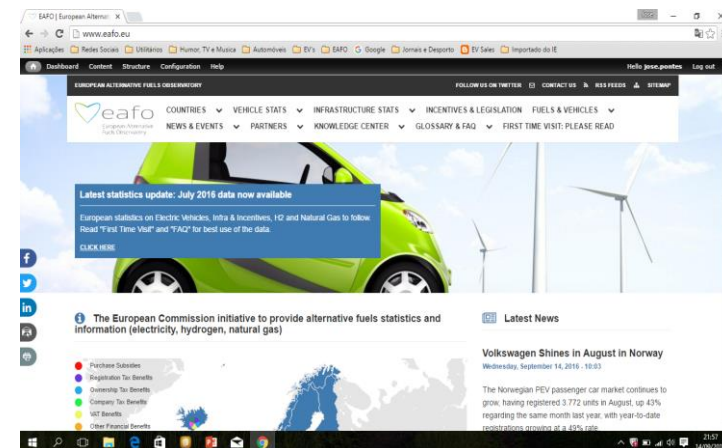 EAFO | European Alternati
www.eafo.eu
Aplicações Redes Sociais Utilitários Humor, TV e Musica Automóveis EV's EAFO Google Jornais e Desporto EV Sales Importado do IE
Dashboard Content Structure Configuration Help Hello jose.pontes Log out
EUROPEAN ALTERNATIVE FUELS OBSERVATORY FOLLOW US ON TWITTER CONTACT US RSS FEEDS SITEMAP
eafo COUNTRIES VEHICLE STATS INFRASTRUCTURE STATS INCENTIVES & LEGISLATION FUELS & VEHICLES
European Alternative
Fuels Observatory
NEWS & EVENTS PARTNERS KNOWLEDGE CENTER GLOSSARY & FAQ FIRST TIME VISIT: PLEASE READ
Latest statistics update: July 2016 data now available
European statistics on Electric Vehicles, Infra & Incentives, H2 and Natural Gas to follow.
Read "First Time Visit" and "FAQ" for best use of the data.
CLICK HERE
The European Commission initiative to provide alternative fuels statistics and
information (electricity, hydrogen, natural gas)
Purchase Subsidies
Registration Tax Benefits
Ownership Tax Benefits
Company Tax Benefits
VAT Benefits
Other Financial Benefits
Latest News
Volkswagen Shines in August in Norway
Wednesday, September 14, 2016 - 10:03
The Norwegian PEV passenger car market continues to
grow, having registered 3.772 units in August, up 43%
regarding the same month last year, with year-to-date
registrations growing at a 49% rate.
21:57